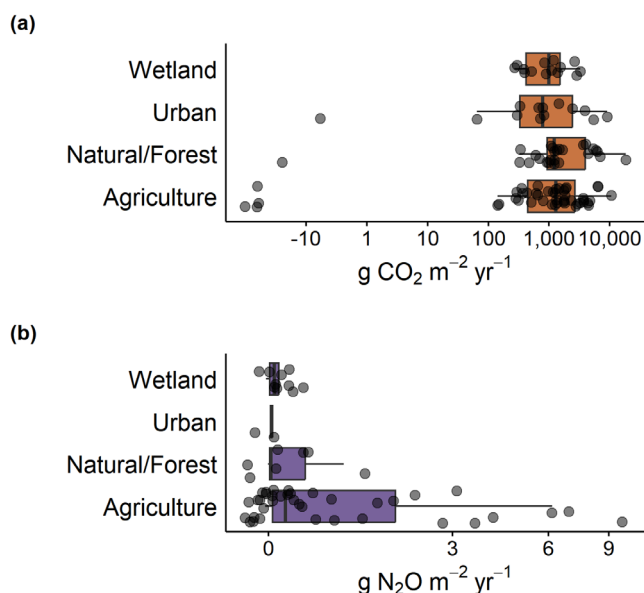 (a)
Wetland
Urban
Natural/Forest
Agriculture
-10 1 10 100 1,000 10,000
g CO₂ m⁻² yr⁻¹
(b)
Wetland
Urban
Natural/Forest
Agriculture
0 3 6 9
g N₂O m⁻² yr⁻¹